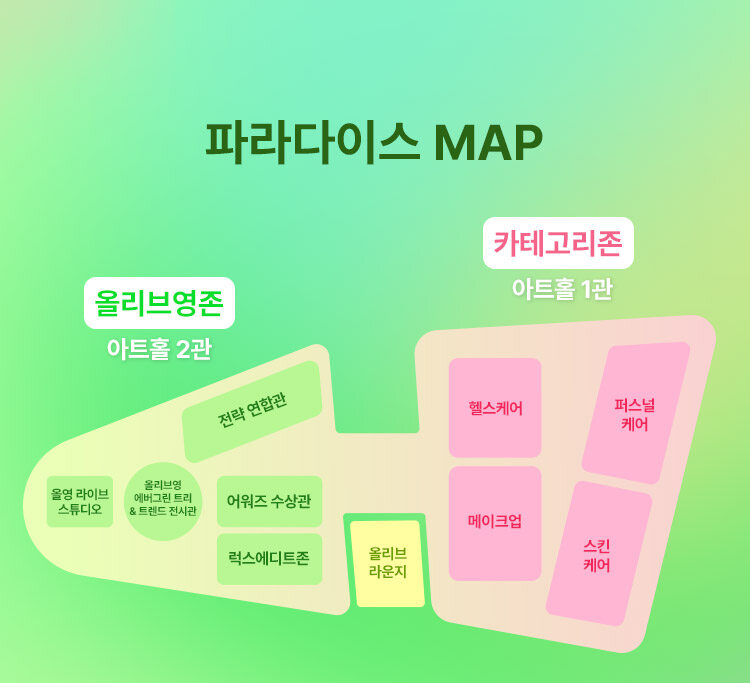 파라다이스 MAP
카테고리존
아트홀 1관
올리브영존
아트홀 2관
전략 연합관
올영 라이브
스튜디오
올리브영
에버그린 트리
& 트렌드 전시관
어워즈 수상관
럭스에디트존
올리브
라운지
헬스케어
퍼스널
케어
메이크업
스킨
케어